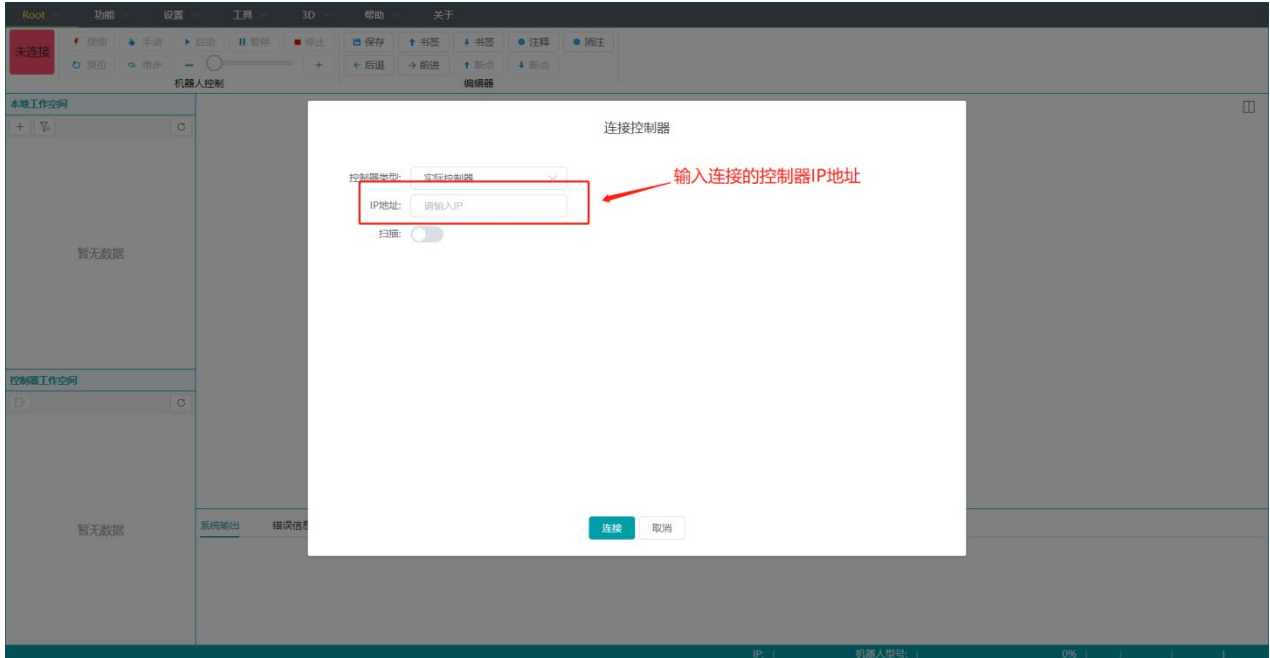 Root 功能 设置 工具 3D 帮助 关于
未连接 使能 手动 启动 暂停 停止 保存 书签 书签 注释 消注
复位 单步 后退 前进 断点 断点
机器人控制 编辑器
本地工作空间
连接控制器
控制器类型: 实际控制器
输入连接的控制器IP地址
IP地址: 请输入IP
扫描:
暂无数据
控制器工作空间
暂无数据
系统输出 错误信息
连接 取消
IP: 机器人型号: 0%